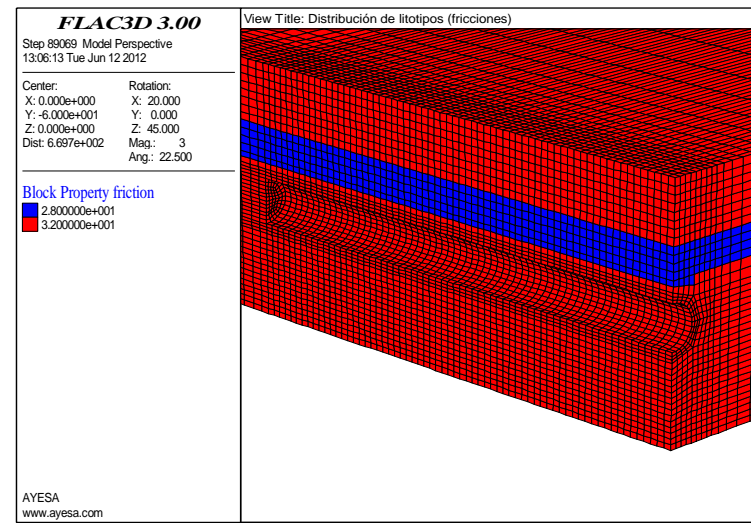 FLAC3D 3.00
Step 89069 Model Perspective
13:06:13 Tue Jun 12 2012
Center:
X: 0.000e+000
Y: -6.000e+001
Z: 0.000e+000
Dist: 6.697e+002
Rotation:
X: 20.000
Y: 0.000
Z: 45.000
Mag.: 3
Ang.: 22.500
Block Property friction
2.800000e+001
3.200000e+001
AYESA
www.ayesa.com
View Title: Distribución de litotipos (fricciones)